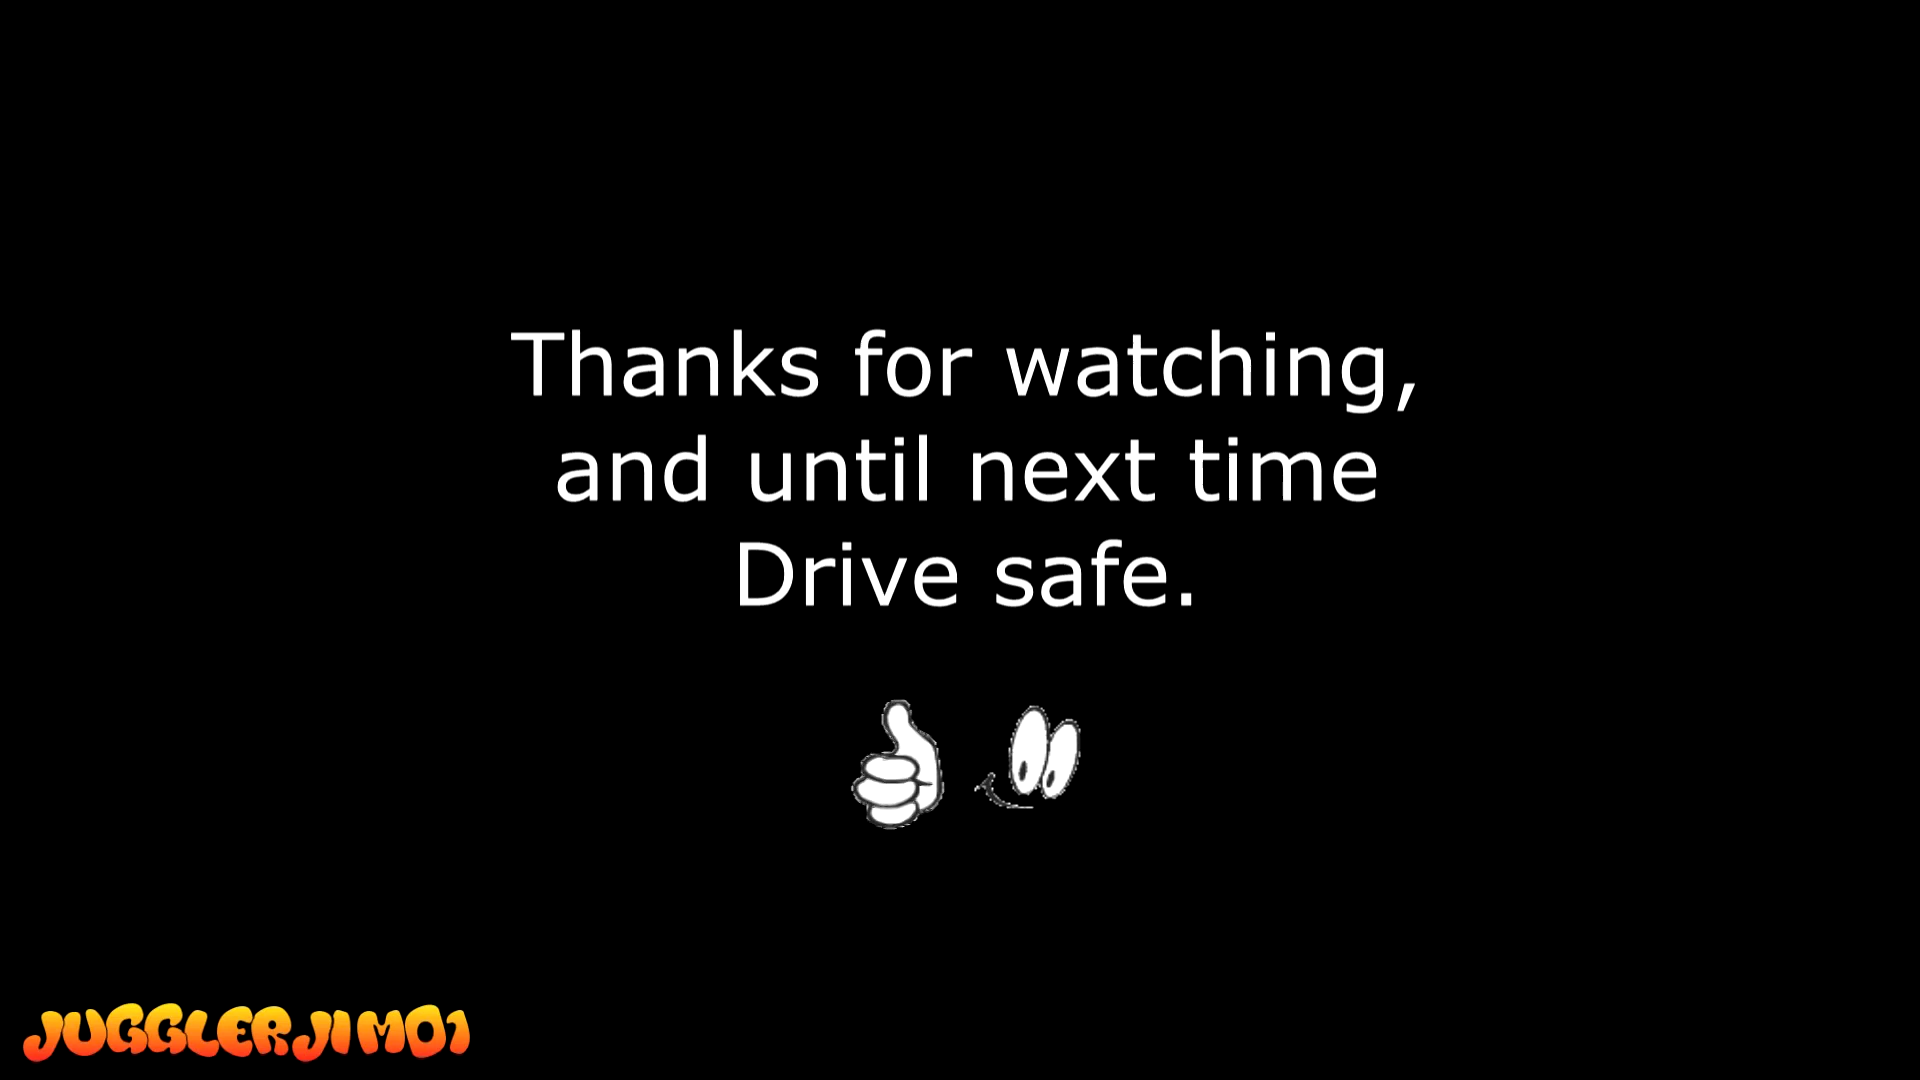 Thanks for watching,
and until next time
Drive safe.
JUGGLERJIM01